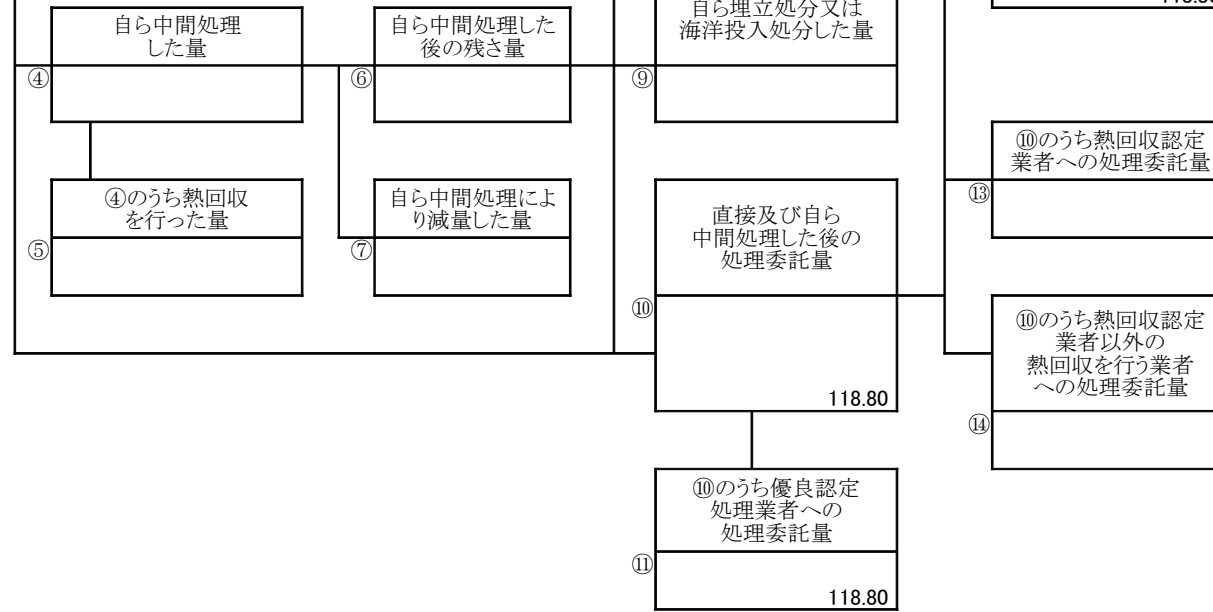 自ら中間処理
した量
④
自ら中間処理した
後の残さ量
⑥
自ら埋立処分又は
海洋投入処分した量
⑨
④のうち熱回収
を行った量
⑤
自ら中間処理によ
り減量した量
⑦
直接及び自ら
中間処理した後の
処理委託量
⑩
118.80
⑩のうち優良認定
処理業者への
処理委託量
⑪
118.80
⑩のうち熱回収認定
業者への処理委託量
⑬
⑩のうち熱回収認定
業者以外の
熱回収を行う業者
への処理委託量
⑭